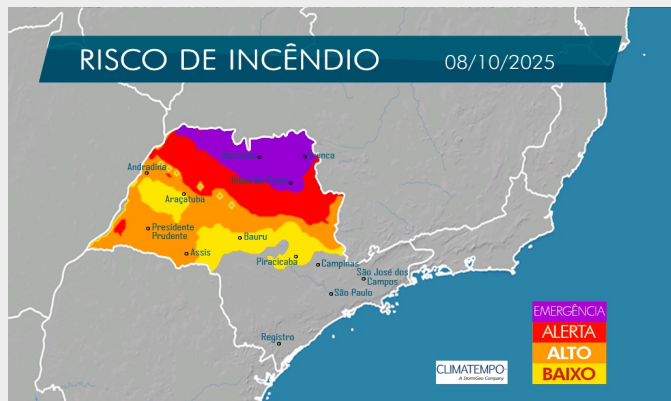 RISCO DE INCÊNDIO 08/10/2025
Franca
Andradina
Araçatuba
Presidente
Prudente
Bauru
Assis
Piracicaba
Campinas
São José dos
Campos
São Paulo
Registro
EMERGÊNCIA
ALERTA
ALTO
BAIXO
CLIMATEMPO
A StormGeo Company